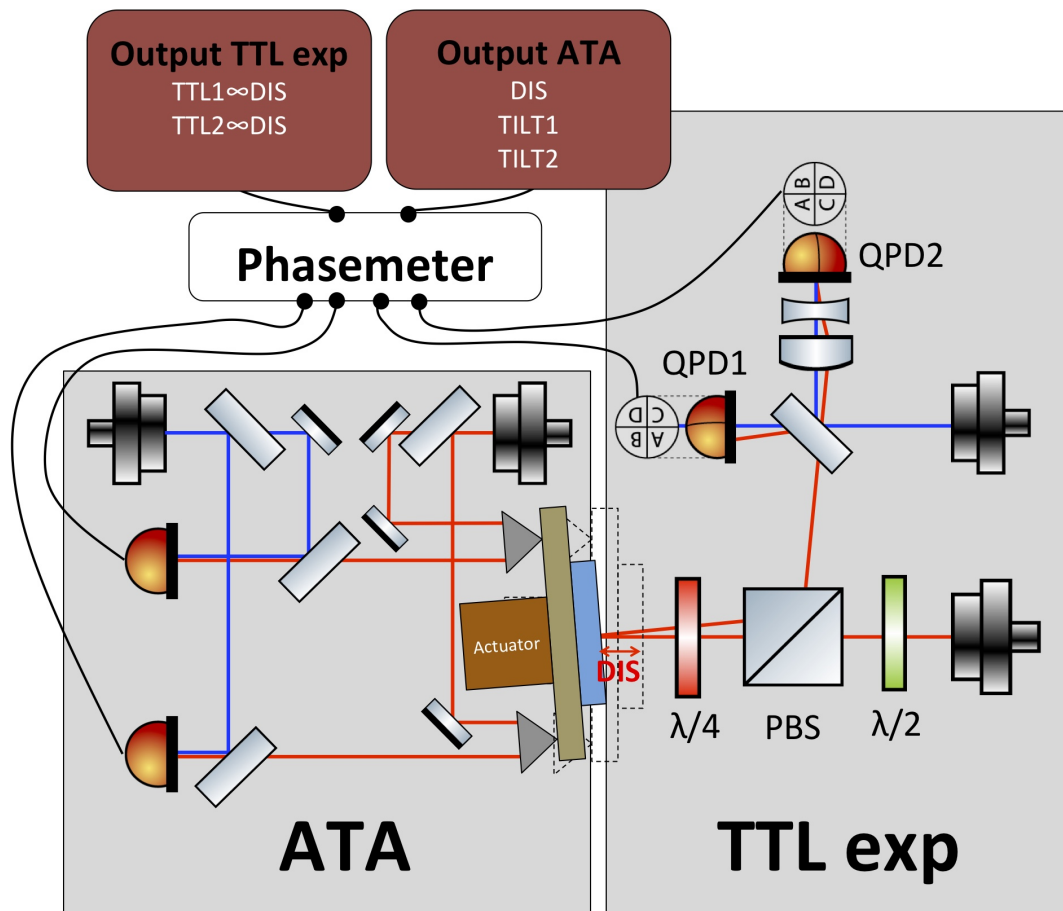 Output TTL exp
TTL1∞DIS
TTL2∞DIS
Output ATA
DIS
TILT1
TILT2
Phasemeter
A B
C D
QPD2
QPD1
C D
A B
Actuator
DIS
λ/4
PBS
λ/2
ATA
TTL exp